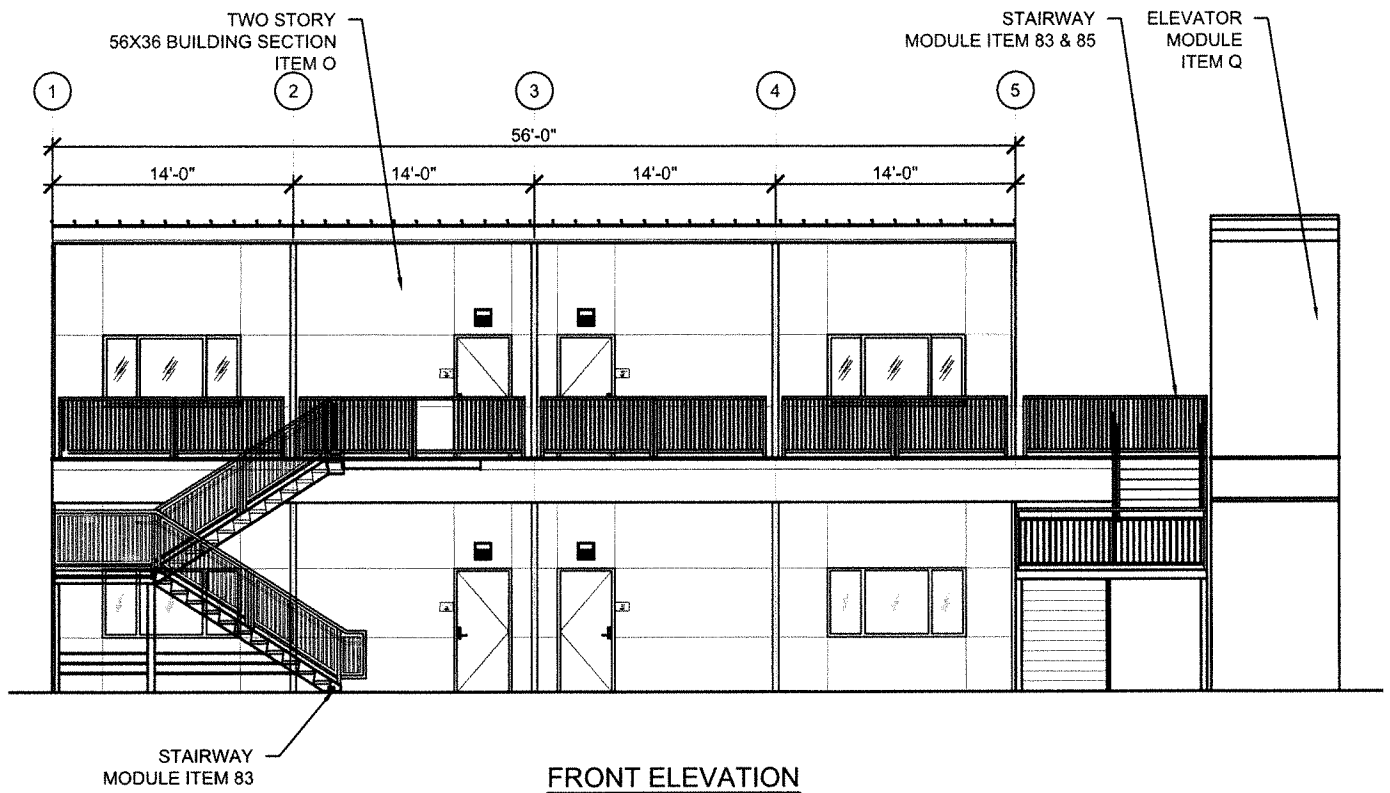 TWO STORY
56X36 BUILDING SECTION
ITEM O
STAIRWAY
MODULE ITEM 83 & 85
ELEVATOR
MODULE
ITEM Q
1
2
3
4
5
56'-0"
14'-0"
14'-0"
14'-0"
14'-0"
STAIRWAY
MODULE ITEM 83
FRONT ELEVATION